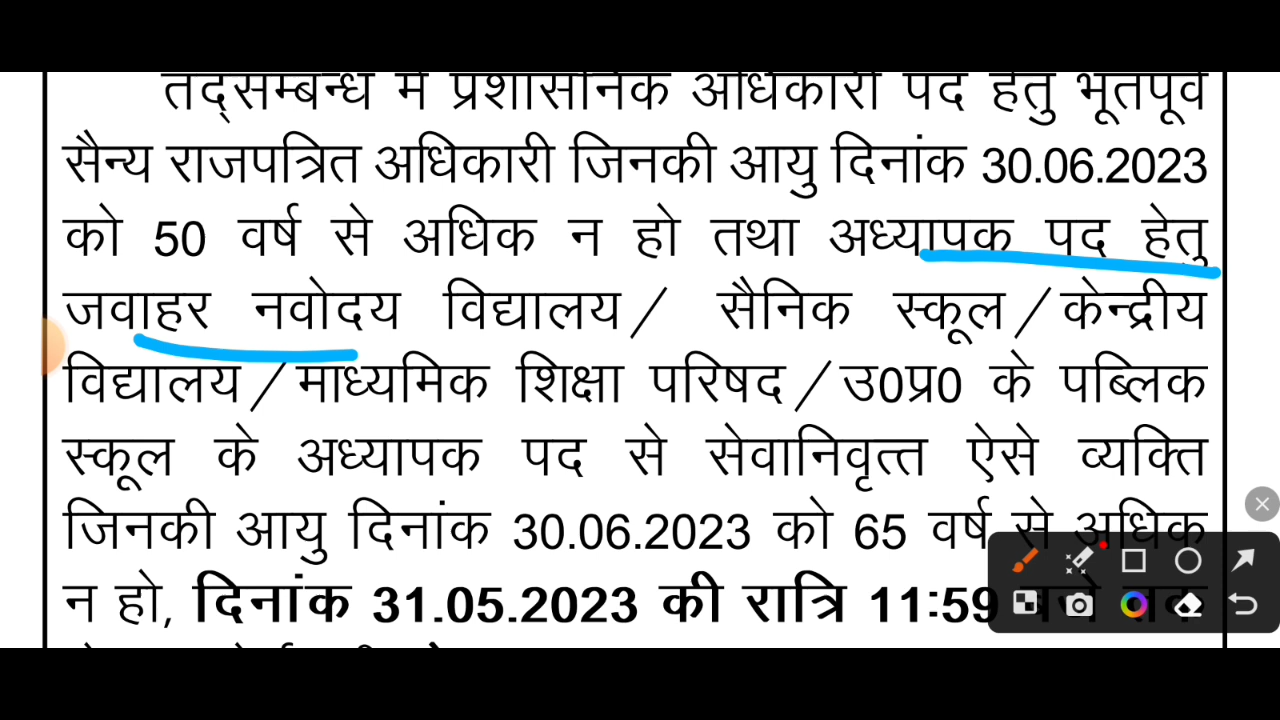 तद्सम्बन्ध में प्रशासनिक अधिकारी पद हेतु भूतपूर्व
सैन्य राजपत्रित अधिकारी जिनकी आयु दिनांक 30.06.2023
को 50 वर्ष से अधिक न हो तथा अध्यापक पद हेतु
जवाहर नवोदय विद्यालय/ सैनिक स्कूल/केन्द्रीय
विद्यालय/माध्यमिक शिक्षा परिषद/उ0प्र0 के पब्लिक
स्कूल के अध्यापक पद से सेवानिवृत्त ऐसे व्यक्ति
जिनकी आयु दिनांक 30.06.2023 को 65 वर्ष से अधिक
न हो, दिनांक 31.05.2023 की रात्रि 11:59 बजे तक